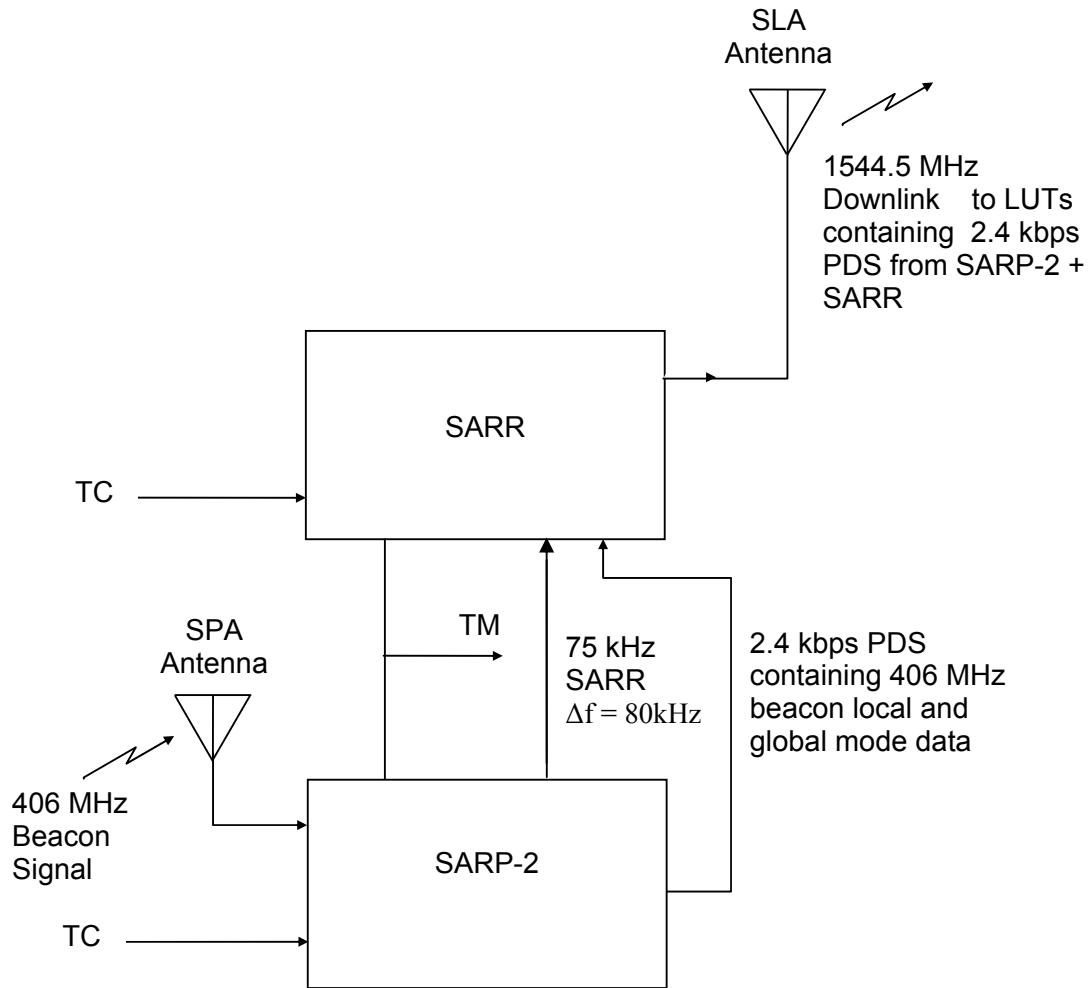 SLA
Antenna
1544.5 MHz
Downlink to LUTs
containing 2.4 kbps
PDS from SARP-2 +
SARR
SARR
TC
TM
SPA
Antenna
75 kHz
SARR
Δf = 80kHz
2.4 kbps PDS
containing 406 MHz
beacon local and
global mode data
406 MHz
Beacon
Signal
SARP-2
TC